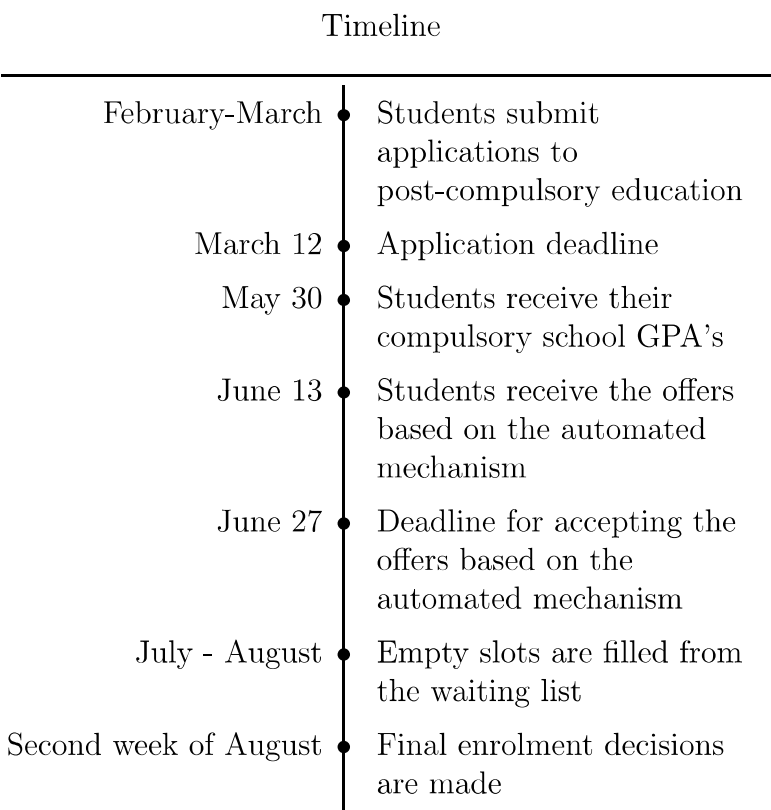 Timeline
February-March
Students submit
applications to
post-compulsory education
March 12
Application deadline
May 30
Students receive their
compulsory school GPA's
June 13
Students receive the offers
based on the automated
mechanism
June 27
Deadline for accepting the
offers based on the
automated mechanism
July - August
Empty slots are filled from
the waiting list
Second week of August
Final enrolment decisions
are made